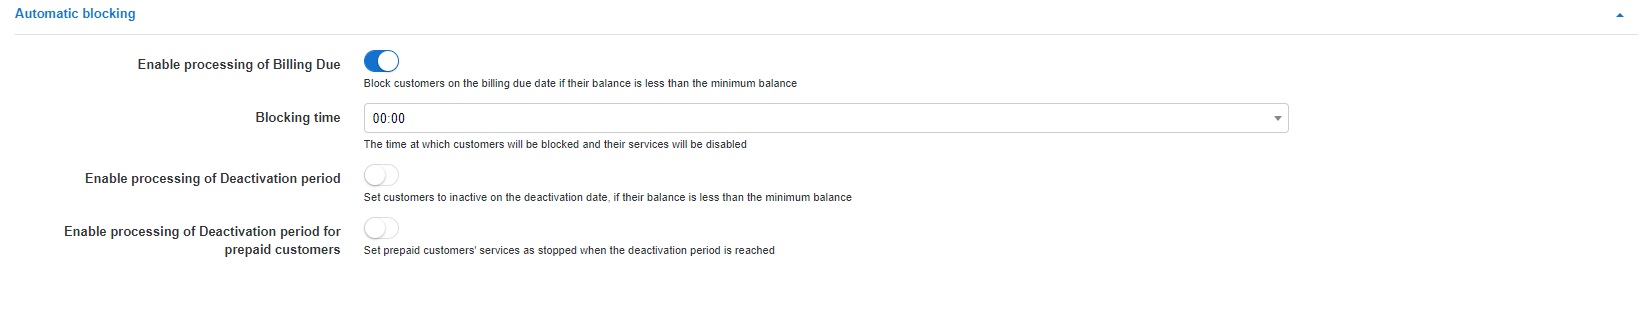 Automatic blocking
Enable processing of Billing Due
Block customers on the billing due date if their balance is less than the minimum balance
Blocking time
00:00
The time at which customers will be blocked and their services will be disabled
Enable processing of Deactivation period
Set customers to inactive on the deactivation date, if their balance is less than the minimum balance
Enable processing of Deactivation period for
prepaid customers
Set prepaid customers' services as stopped when the deactivation period is reached